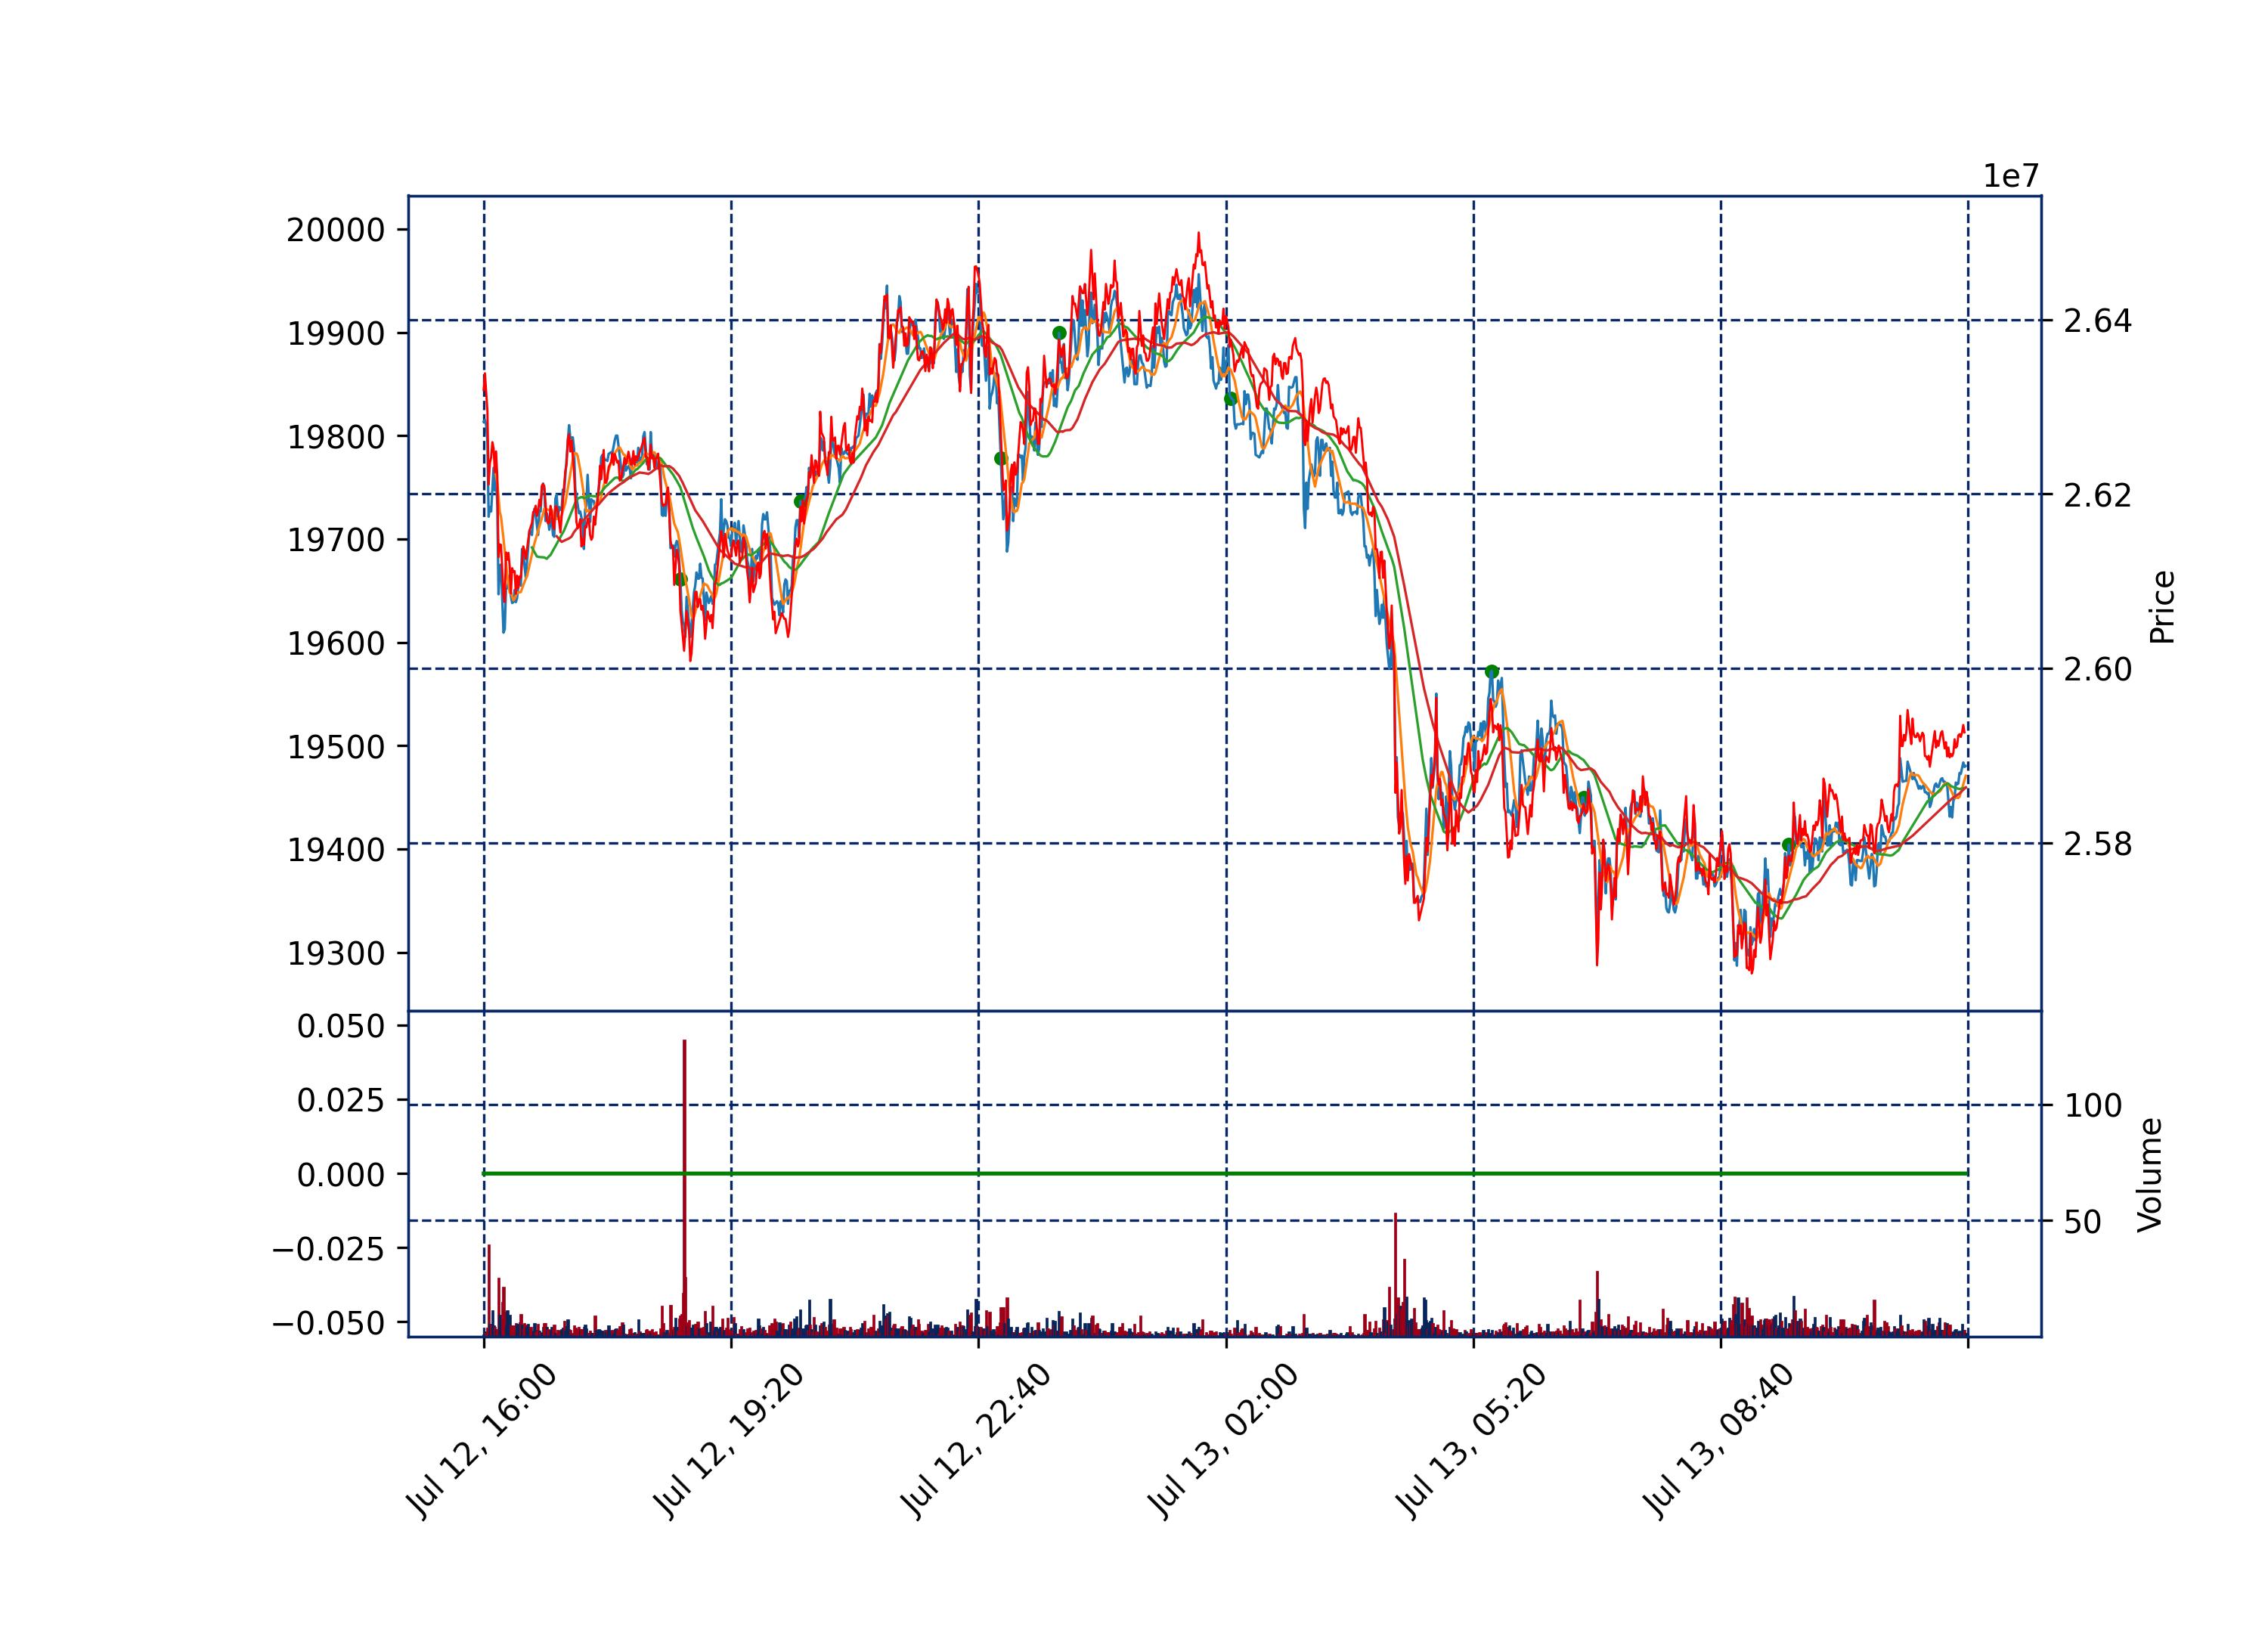 1e7
20000
19900
19800
19700
19600
19500
19400
19300
2.64
2.62
2.60
2.58
Price
0.050
0.025
0.000
−0.025
−0.050
100
50
Volume
Jul 12, 16:00
Jul 12, 19:20
Jul 12, 22:40
Jul 13, 02:00
Jul 13, 05:20
Jul 13, 08:40